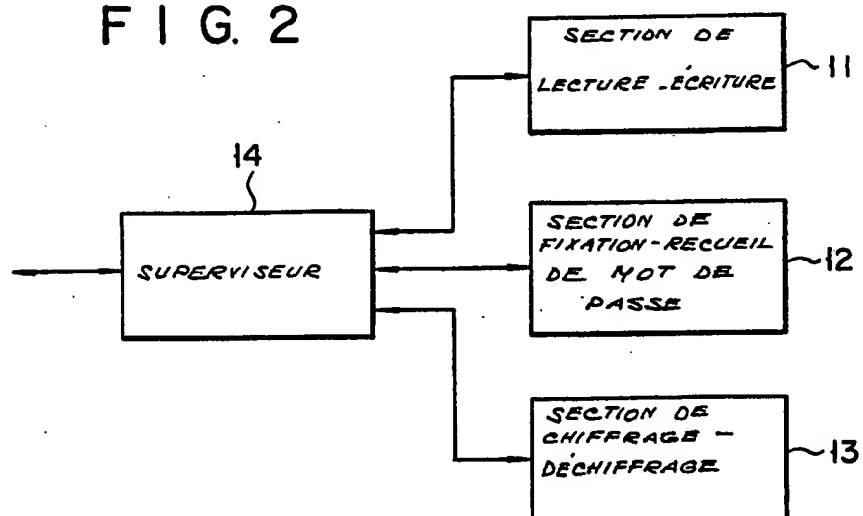 FIG. 2
SECTION DE
LECTURE-ÉCRITURE
11
14
SUPERVISEUR
SECTION DE
FIXATION-RECUEIL
DE MOT DE
PASSE
12
SECTION DE
CHIFFRAGE-
DÉCHIFFRAGE
13